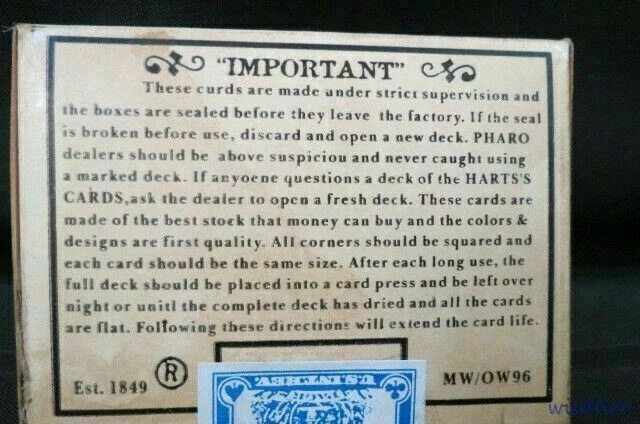 "IMPORTANT"
These curds are made under strict supervision and
the boxes are sealed before they leave the factory. If the seal
is broken before use, discard and open a new deck. PHARO
dealers should be above suspiciou and never caught using
a marked deck. If anyoene questions a deck of the HARTS'S
CARDS,ask the dealer to open a fresh deck. These cards are
made of the best stock that money can buy and the colors &
designs are first quality. All corners should be squared and
each card should be the same size. After each long use, the
full deck should be placed into a card press and be left over
night or unitl the complete deck has dried and all the cards
are flat. Following these directions will extend the card life.
Est. 1849 ® MW/OW96